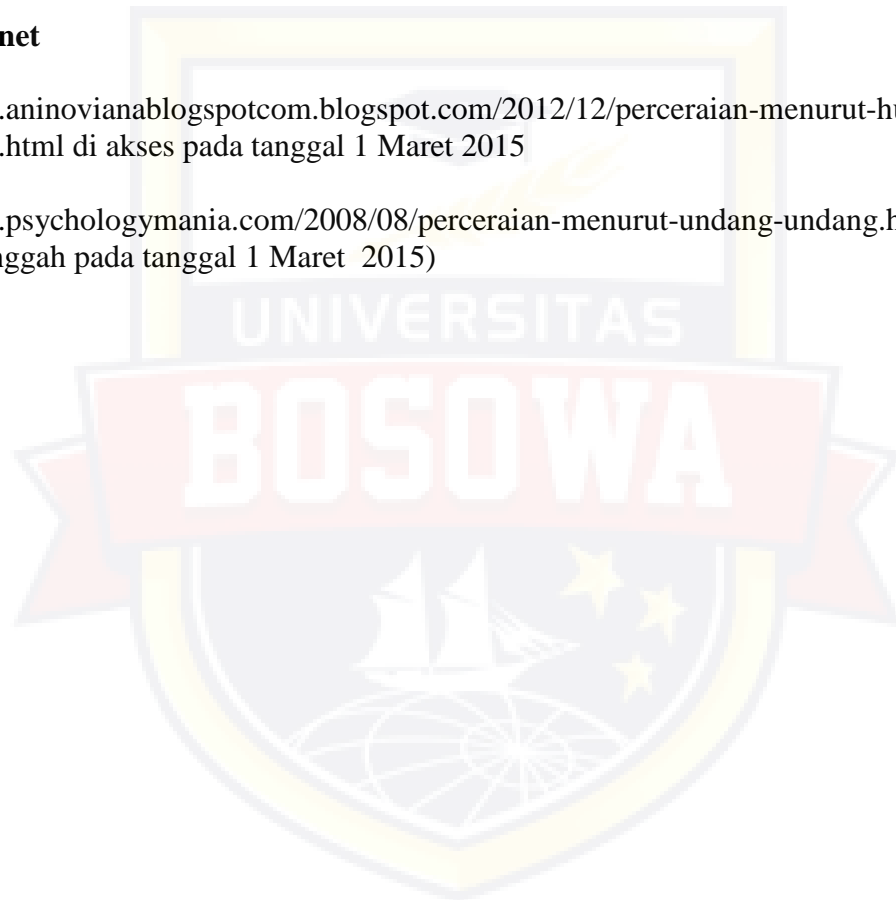 net
.aninovianablogspotcom.blogspot.com/2012/12/perceraian-menurut-hu
.html di akses pada tanggal 1 Maret 2015
.psychologymania.com/2008/08/perceraian-menurut-undang-undang.h
nggah pada tanggal 1 Maret  2015)
UNIVERSITAS
BOSOWA